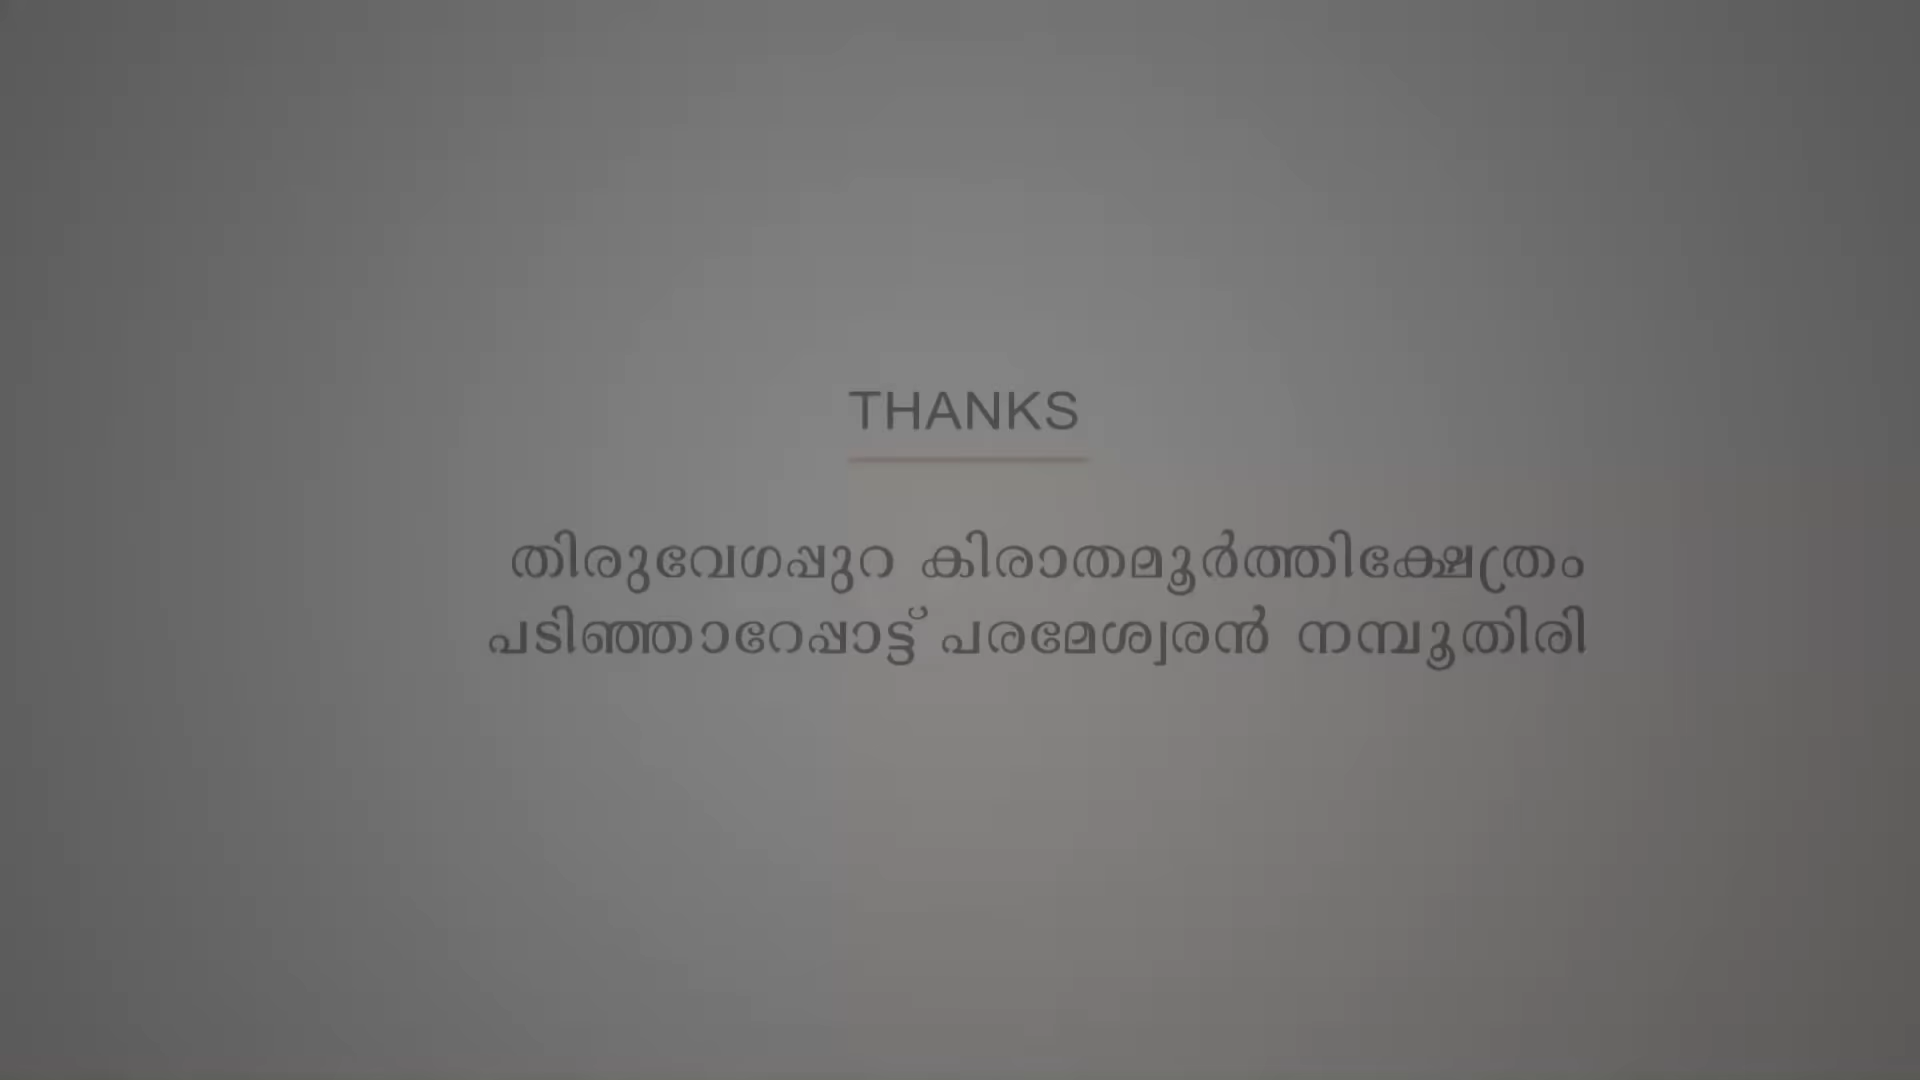 THANKS
തിരുവേഗപ്പുറ കിരാതമൂർത്തിക്ഷേത്രം
പടിഞ്ഞാറേപ്പാട്ട് പരമേശ്വരൻ നമ്പൂതിരി